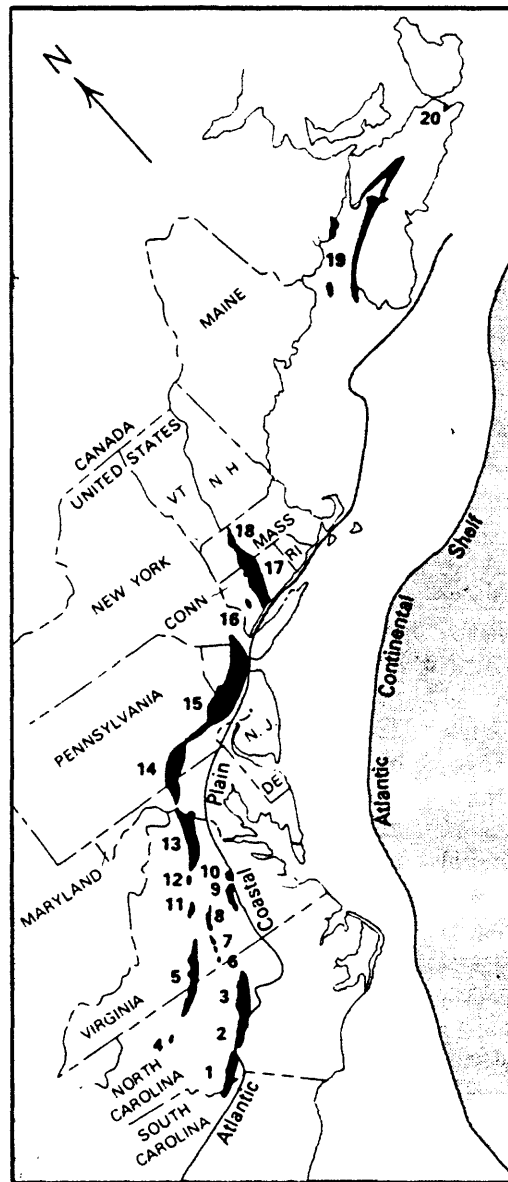 N
20
19
MAINE
CANADA
UNITED STATES
VT
N H
18
MASS
RI
17
NEW YORK
CONN
16
Atlantic Continental Shelf
PENNSYLVANIA
15
N.J.
14
DE
Atlantic Coastal Plain
MARYLAND
13
12
10
9
11
8
7
6
5
3
VIRGINIA
4
2
NORTH
CAROLINA
1
SOUTH
CAROLINA